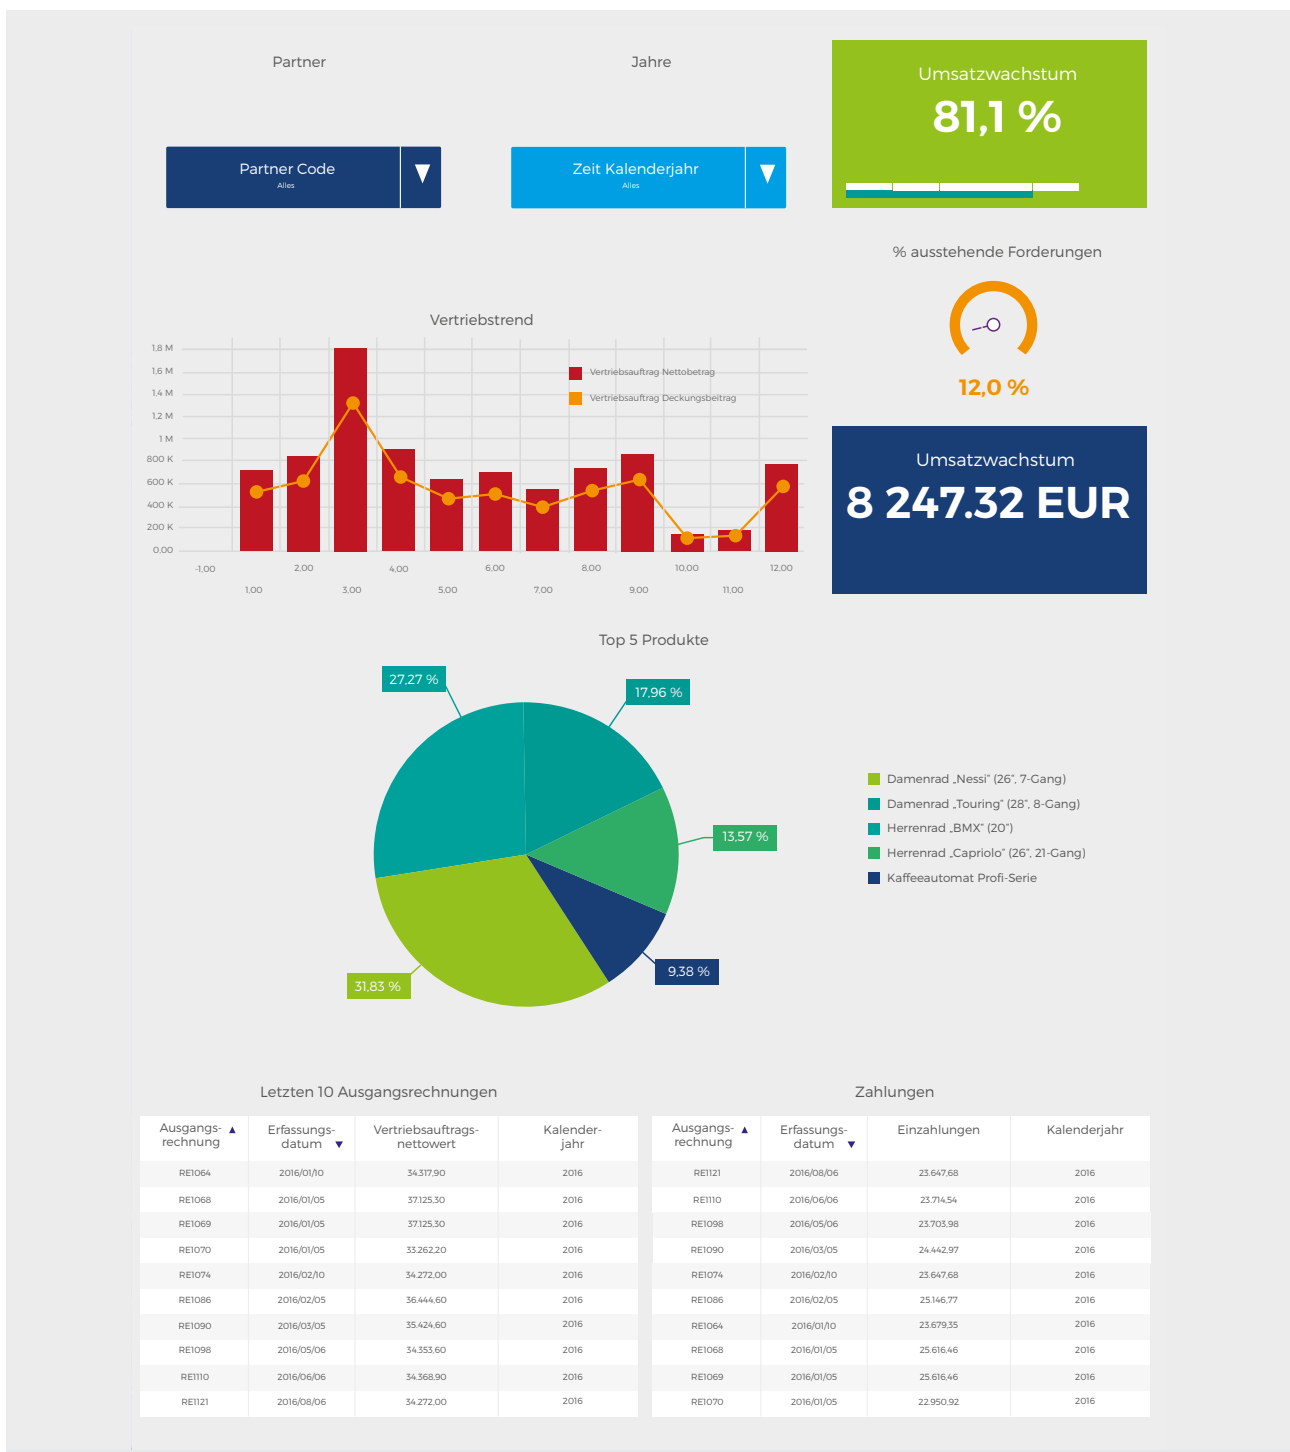 Partner
Jahre
Umsatzwachstum
81,1 %
Partner Code
Alles
Zeit Kalenderjahr
Alles
% ausstehende Forderungen
12,0 %
Vertriebstrend
1,8 M
1,6 M
1,4 M
1,2 M
1 M
800 K
600 K
400 K
200 K
0,00
Vertriebsauftrag Nettobetrag
Vertriebsauftrag Deckungsbeitrag
-1,00 2,00 4,00 6,00 8,00 10,00 12,00
1,00 3,00 5,00 7,00 9,00 11,00
Umsatzwachstum
8 247.32 EUR
Top 5 Produkte
27,27 %
17,96 %
13,57 %
9,38 %
31,83 %
Damenrad „Nessi“ (26“, 7-Gang)
Damenrad „Touring“ (28“, 8-Gang)
Herrenrad „BMX“ (20“)
Herrenrad „Capriolo“ (26“, 21-Gang)
Kaffeeautomat Profi-Serie
Letzten 10 Ausgangsrechnungen
Ausgangs- Erfassungs- Vertriebsauftrags- Kalender-
rechnung datum nettowert jahr
RE1064 2016/01/10 34.317,90 2016
RE1068 2016/01/05 37.125,30 2016
RE1069 2016/01/05 37.125,30 2016
RE1070 2016/01/05 33.262,20 2016
RE1074 2016/02/10 34.272,00 2016
RE1086 2016/02/05 36.444,60 2016
RE1090 2016/03/05 35.424,60 2016
RE1098 2016/05/06 34.353,60 2016
RE1110 2016/06/06 34.368,90 2016
RE1121 2016/08/06 34.272,00 2016
Zahlungen
Ausgangs- Erfassungs- Einzahlungen Kalenderjahr
rechnung datum
RE1121 2016/08/06 23.647,68 2016
RE1110 2016/06/06 23.714,54 2016
RE1098 2016/05/06 23.703,98 2016
RE1090 2016/03/05 24.442,97 2016
RE1074 2016/02/10 23.647,68 2016
RE1086 2016/02/05 25.146,77 2016
RE1064 2016/01/10 23.679,35 2016
RE1068 2016/01/05 25.616,46 2016
RE1069 2016/01/05 25.616,46 2016
RE1070 2016/01/05 22.950,92 2016